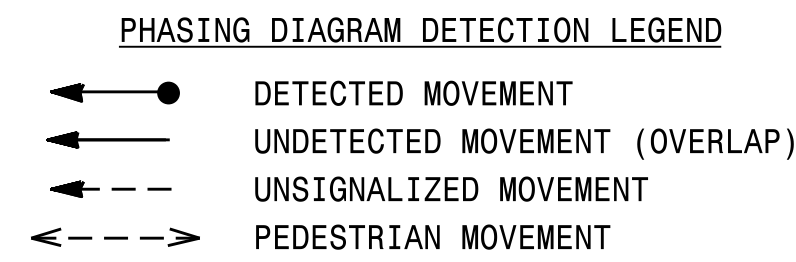 PHASING DIAGRAM DETECTION LEGEND
DETECTED MOVEMENT
UNDETECTED MOVEMENT (OVERLAP)
UNSIGNALIZED MOVEMENT
PEDESTRIAN MOVEMENT